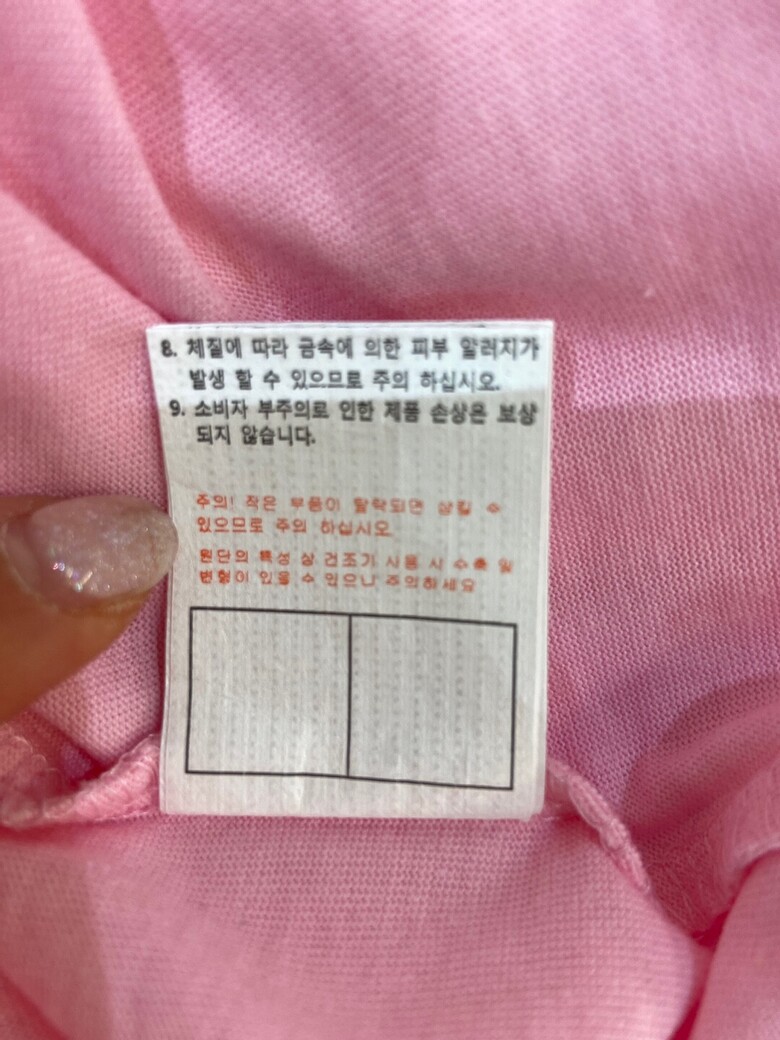 8. 체질에 따라 금속에 의한 피부 알러지가
발생 할 수 있으므로 주의 하십시오.
9. 소비자 부주의로 인한 제품 손상은 보상
되지 않습니다.
주의! 작은 부품이 탈락되면 삼킬 수
있으므로 주의 하십시오
원단의 특성 상 건조기 사용 시 수축 및
변형이 있을 수 있으니 주의하세요